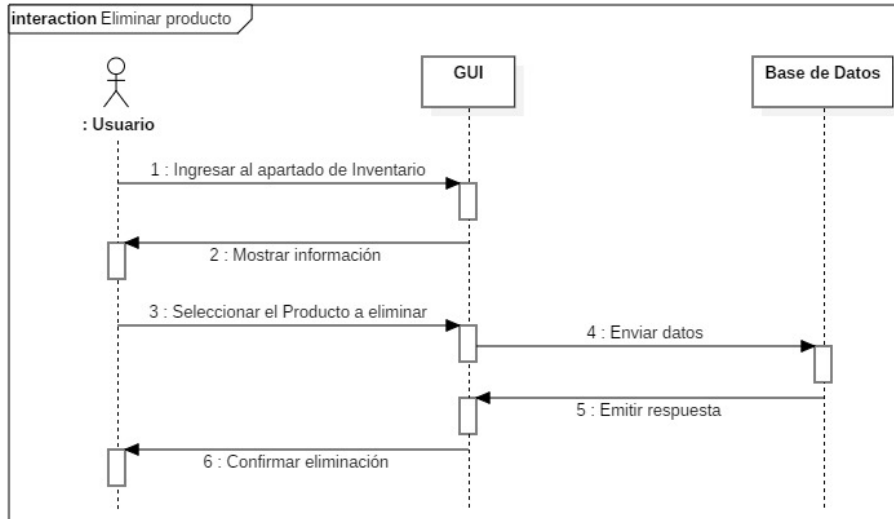 interaction Eliminar producto
GUI
Base de Datos
: Usuario
1 : Ingresar al apartado de Inventario
2 : Mostrar información
3 : Seleccionar el Producto a eliminar
4 : Enviar datos
5 : Emitir respuesta
6 : Confirmar eliminación